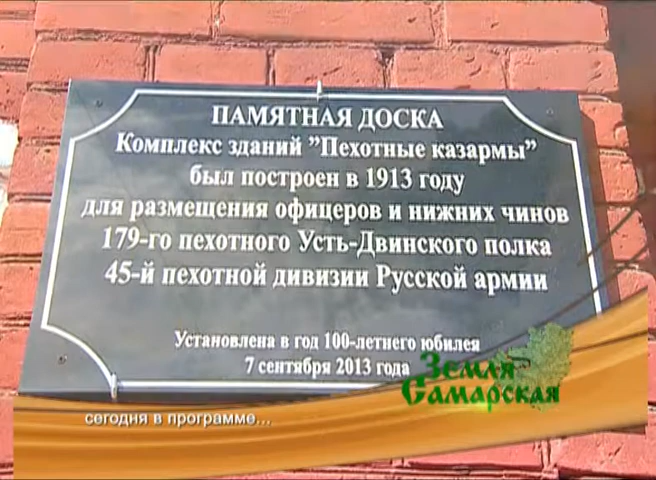 ПАМЯТНАЯ ДОСКА
Комплекс зданий ”Пехотные казармы”
был построен в 1913 году
для размещения офицеров и нижних чинов
179-го пехотного Усть-Двинского полка
45-й пехотной дивизии Русской армии
Установлена в год 100-летнего юбилея
7 сентября 2013 года
Земля
Самарская
сегодня в программе...